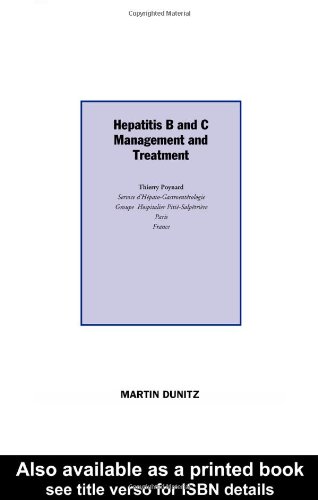 Copyrighted Material
Hepatitis B and C
Management and
Treatment
Thierry Poynard
Service d'Hépato-Gastroentérologie
Groupe Hospitalier Pitié-Salpêtrière
Paris
France
MARTIN DUNITZ
Also available as a printed book
see title verso for ISBN details